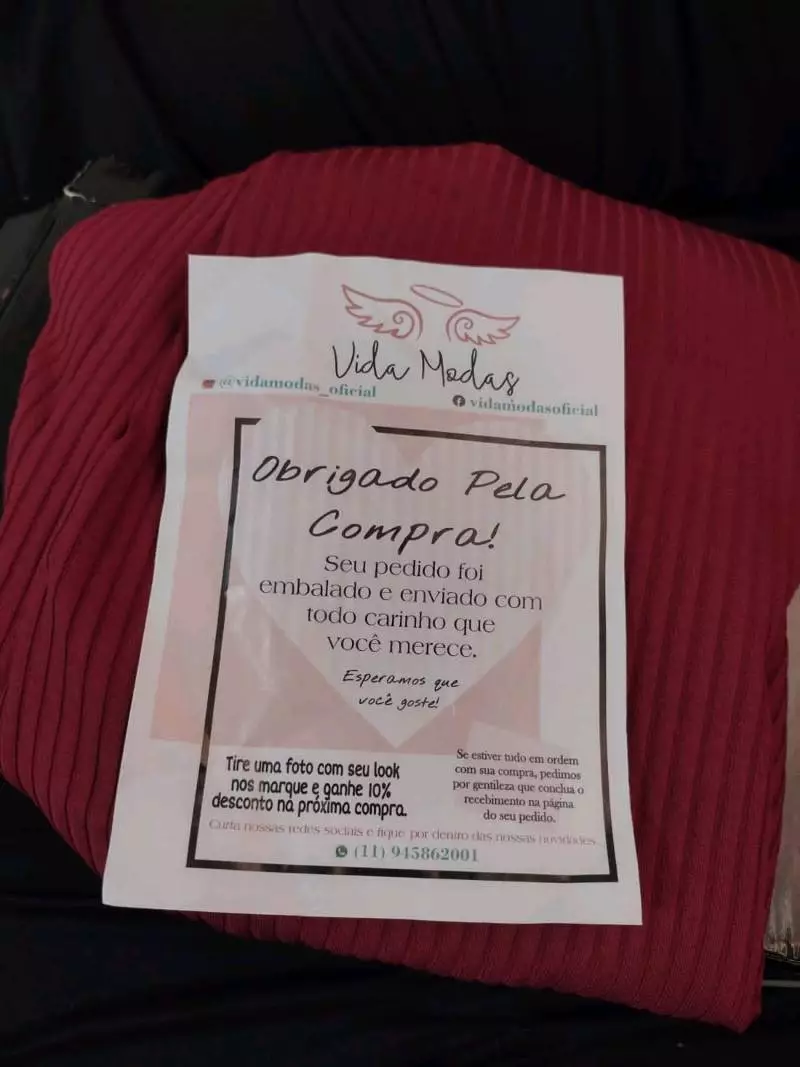 Vida Modas
@vidamodas_oficial
vidamodasoficial
Obrigado Pela
Compra!
Seu pedido foi
embalado e enviado com
todo carinho que
você merece.
Esperamos que
você goste!
Tire uma foto com seu look
nos marque e ganhe 10%
desconto na próxima compra.
Se estiver tudo em ordem
com sua compra, pedimos
por gentileza que conclua o
recebimento na página
do seu pedido.
Curta nossas redes sociais e fique por dentro das nossas novidades
(11) 945862001